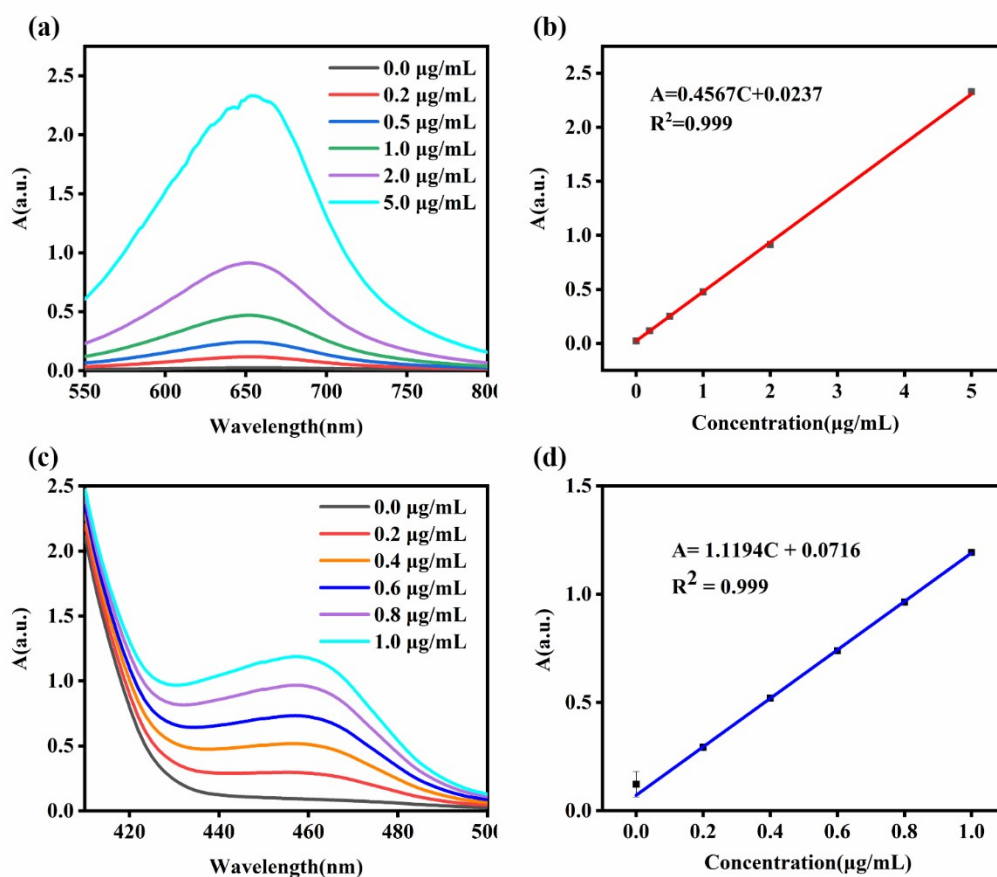 (a)
2.5
2.0
1.5
1.0
0.5
0.0
A(a.u.)
0.0 μg/mL
0.2 μg/mL
0.5 μg/mL
1.0 μg/mL
2.0 μg/mL
5.0 μg/mL
550 600 650 700 750 800
Wavelength(nm)
(b)
2.5
2.0
1.5
1.0
0.5
0.0
A(a.u.)
A=0.4567C+0.0237
R²=0.999
0 1 2 3 4 5
Concentration(μg/mL)
(c)
2.5
2.0
1.5
1.0
0.5
0.0
A(a.u.)
0.0 μg/mL
0.2 μg/mL
0.4 μg/mL
0.6 μg/mL
0.8 μg/mL
1.0 μg/mL
420 440 460 480 500
Wavelength(nm)
(d)
1.5
1.0
0.5
0.0
A(a.u.)
A= 1.1194C + 0.0716
R² = 0.999
0.0 0.2 0.4 0.6 0.8 1.0
Concentration(μg/mL)